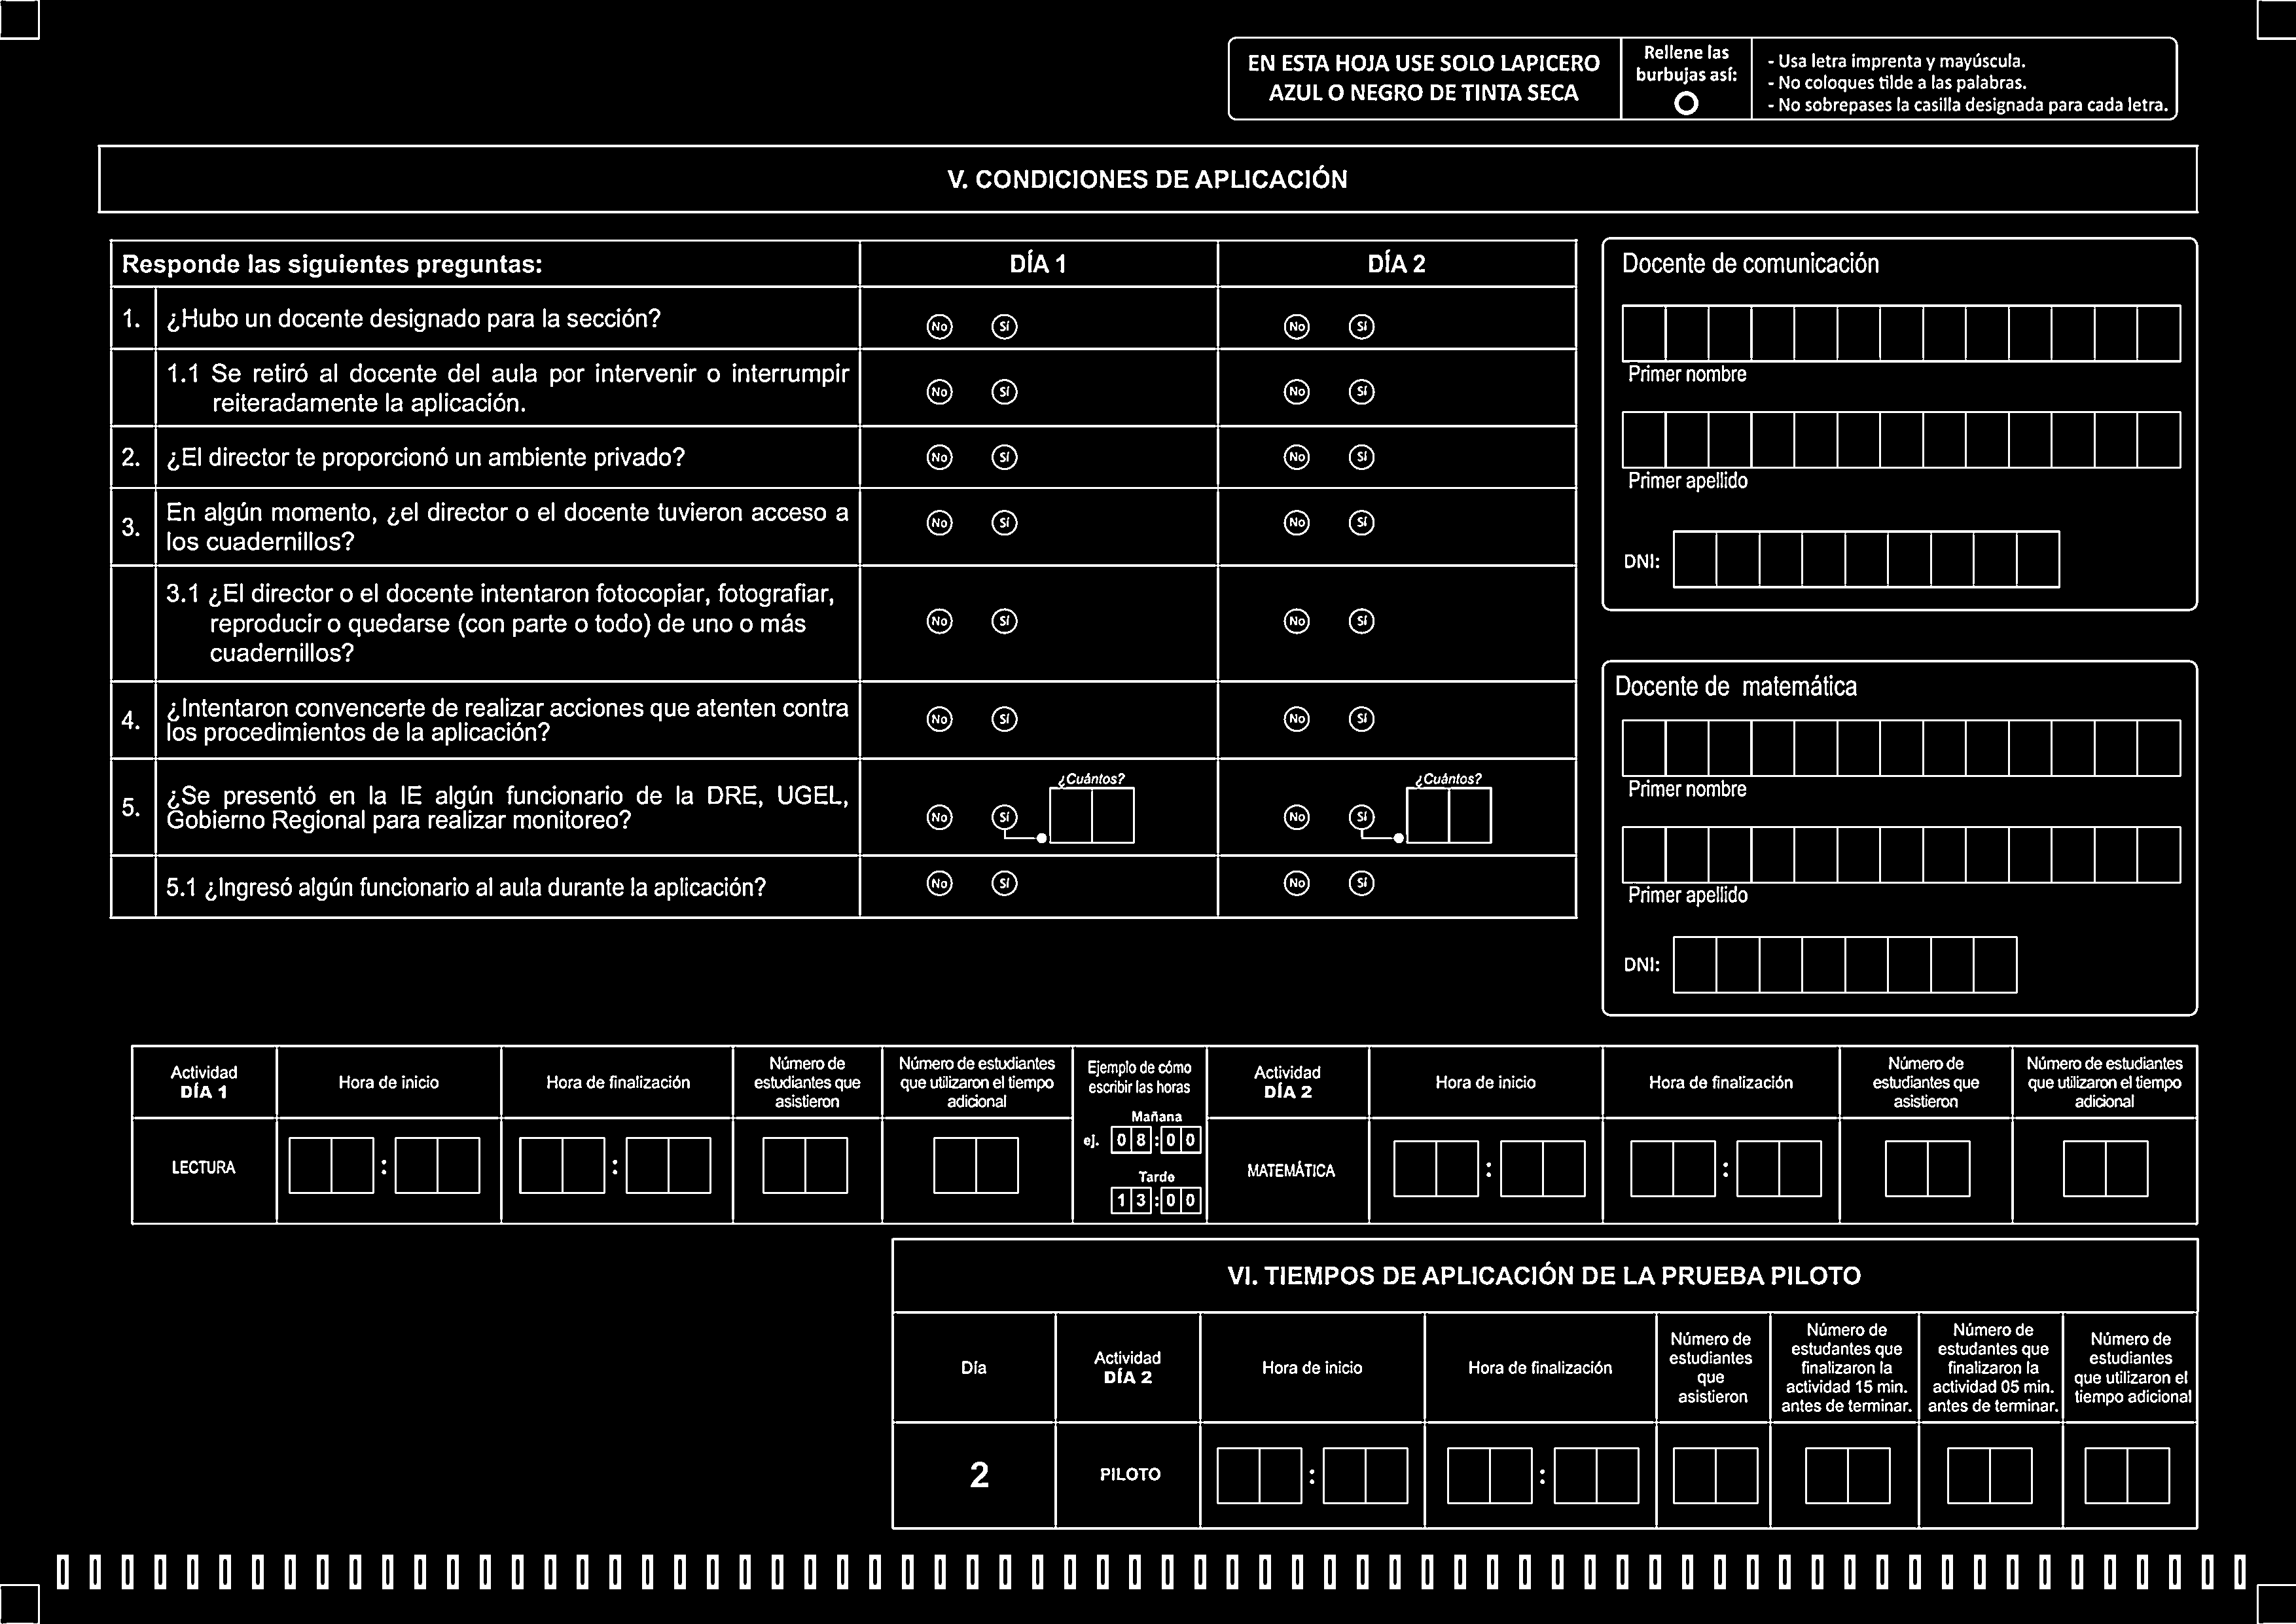 EN ESTA HOJA USE SOLO LAPICERO
AZUL O NEGRO DE TINTA SECA
Rellene las
burbujas así:
- Usa letra imprenta y mayúscula.
- No coloques tilde a las palabras.
- No sobrepases la casilla designada para cada letra.
V. CONDICIONES DE APLICACIÓN
Responde las siguientes preguntas: DÍA 1 DÍA 2
1. ¿Hubo un docente designado para la sección? No Sí No Sí
1.1 Se retiró al docente del aula por intervenir o interrumpir
reiteradamente la aplicación. No Sí No Sí
2. ¿El director te proporcionó un ambiente privado? No Sí No Sí
3. En algún momento, ¿el director o el docente tuvieron acceso a
los cuadernillos? No Sí No Sí
3.1 ¿El director o el docente intentaron fotocopiar, fotografiar,
reproducir o quedarse (con parte o todo) de uno o más
cuadernillos? No Sí No Sí
4. ¿Intentaron convencerte de realizar acciones que atenten contra
los procedimientos de la aplicación? No Sí No Sí
5. ¿Se presentó en la IE algún funcionario de la DRE, UGEL,
Gobierno Regional para realizar monitoreo? No Sí ¿Cuántos? No Sí ¿Cuántos?
5.1 ¿Ingresó algún funcionario al aula durante la aplicación? No Sí No Sí
Docente de comunicación
Primer nombre
Primer apellido
DNI:
Docente de matemática
Primer nombre
Primer apellido
DNI:
Actividad
DÍA 1
Hora de inicio
Hora de finalización
Número de
estudiantes que
asistieron
Número de estudiantes
que utilizaron el tiempo
adicional
LECTURA : :
Ejemplo de cómo
escribir las horas
Mañana
ej. 08:00
Tarde
13:00
Actividad
DÍA 2
Hora de inicio
Hora de finalización
Número de
estudiantes que
asistieron
Número de estudiantes
que utilizaron el tiempo
adicional
MATEMÁTICA : :
VI. TIEMPOS DE APLICACIÓN DE LA PRUEBA PILOTO
Día
Actividad
DÍA 2
Hora de inicio
Hora de finalización
Número de
estudiantes
que
asistieron
Número de
estudantes que
finalizaron la
actividad 15 min.
antes de terminar.
Número de
estudiantes que
finalizaron la
actividad 05 min.
antes de terminar.
Número de
estudiantes
que utilizaron el
tiempo adicional
2 PILOTO : :